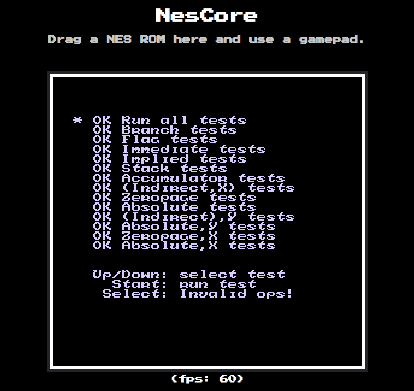 NesCore
Drag a NES ROM here and use a gamepad.
* OK Run all tests
OK Branch tests
OK Flag tests
OK Immediate tests
OK Implied tests
OK Stack tests
OK Accumulator tests
OK (Indirect,X) tests
OK Zeropage tests
OK Absolute tests
OK (Indirect),Y tests
OK Absolute,Y tests
OK Zeropage,X tests
OK Absolute,X tests
Up/Down: select test
Start: run test
Select: Invalid ops!
(fps: 60)